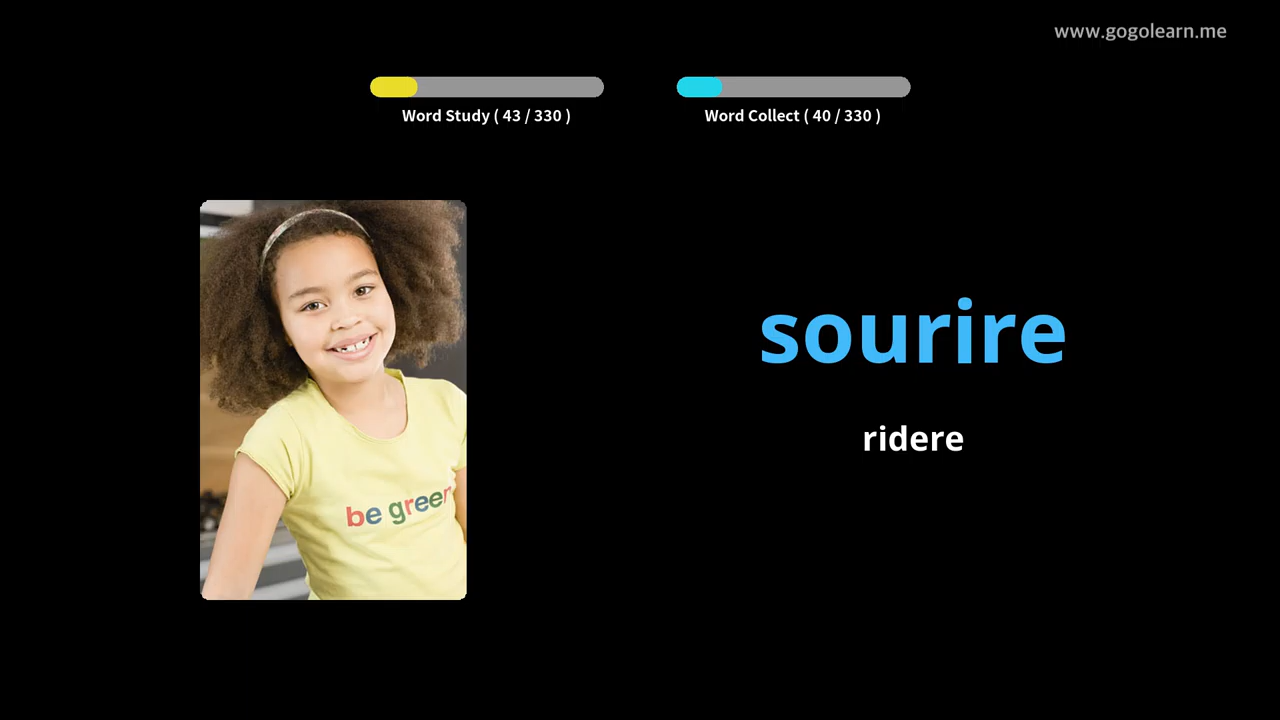 www.gogolearn.me
Word Study ( 43 / 330 )
Word Collect ( 40 / 330 )
sourire
ridere
be green